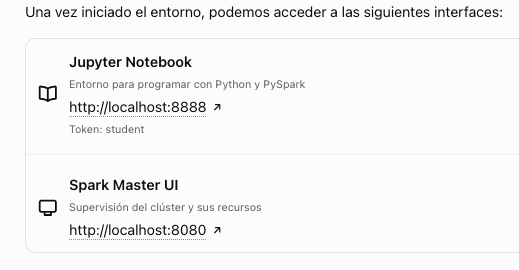 Una vez iniciado el entorno, podemos acceder a las siguientes interfaces:
Jupyter Notebook
Entorno para programar con Python y PySpark
http://localhost:8888 ↗
Token: student
Spark Master UI
Supervisión del clúster y sus recursos
http://localhost:8080 ↗